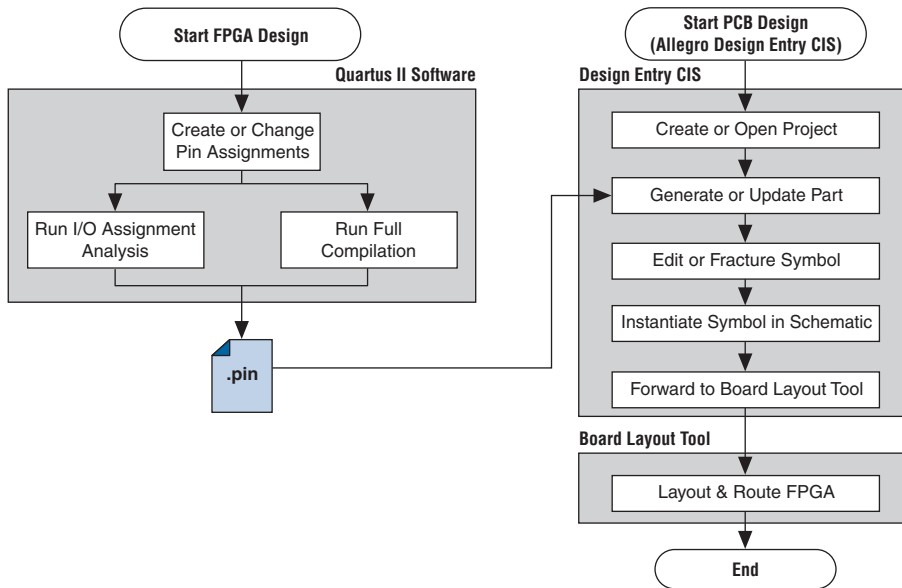 Start FPGA Design
Quartus II Software
Create or Change
Pin Assignments
Run I/O Assignment
Analysis
Run Full
Compilation
.pin
Start PCB Design
(Allegro Design Entry CIS)
Design Entry CIS
Create or Open Project
Generate or Update Part
Edit or Fracture Symbol
Instantiate Symbol in Schematic
Forward to Board Layout Tool
Board Layout Tool
Layout & Route FPGA
End